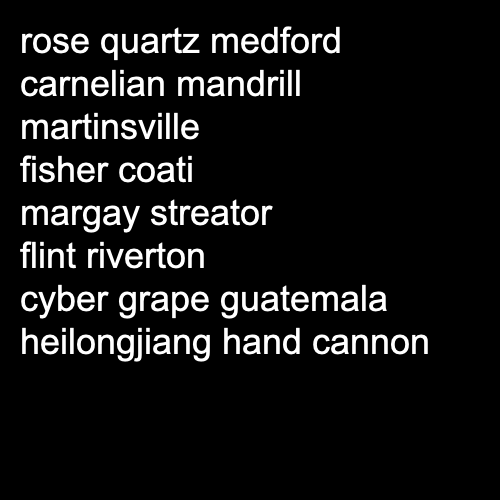 rose quartz medford
carnelian mandrill
martinsville
fisher coati
margay streator
flint riverton
cyber grape guatemala
heilongjiang hand cannon